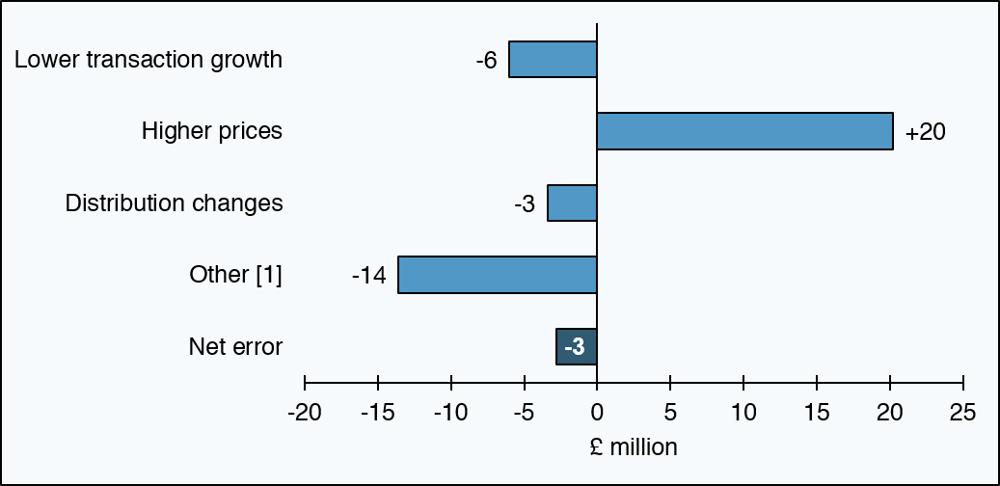 Lower transaction growth -6
Higher prices +20
Distribution changes -3
Other [1] -14
Net error -3
-20 -15 -10 -5 0 5 10 15 20 25
£ million